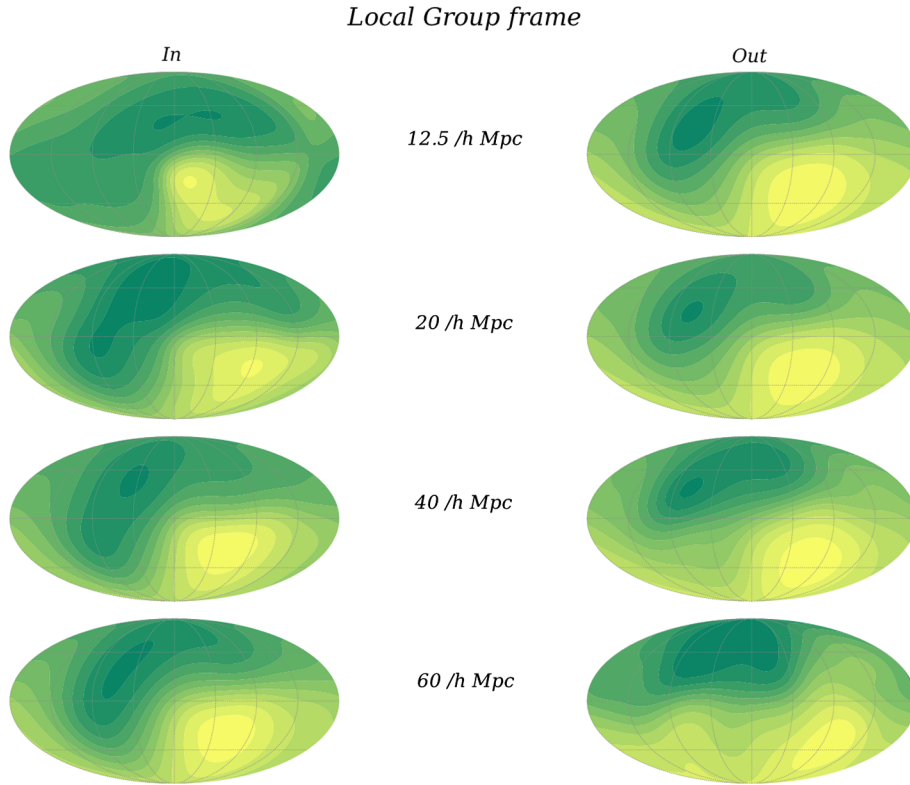 Local Group frame
In
Out
12.5 /h Mpc
20 /h Mpc
40 /h Mpc
60 /h Mpc